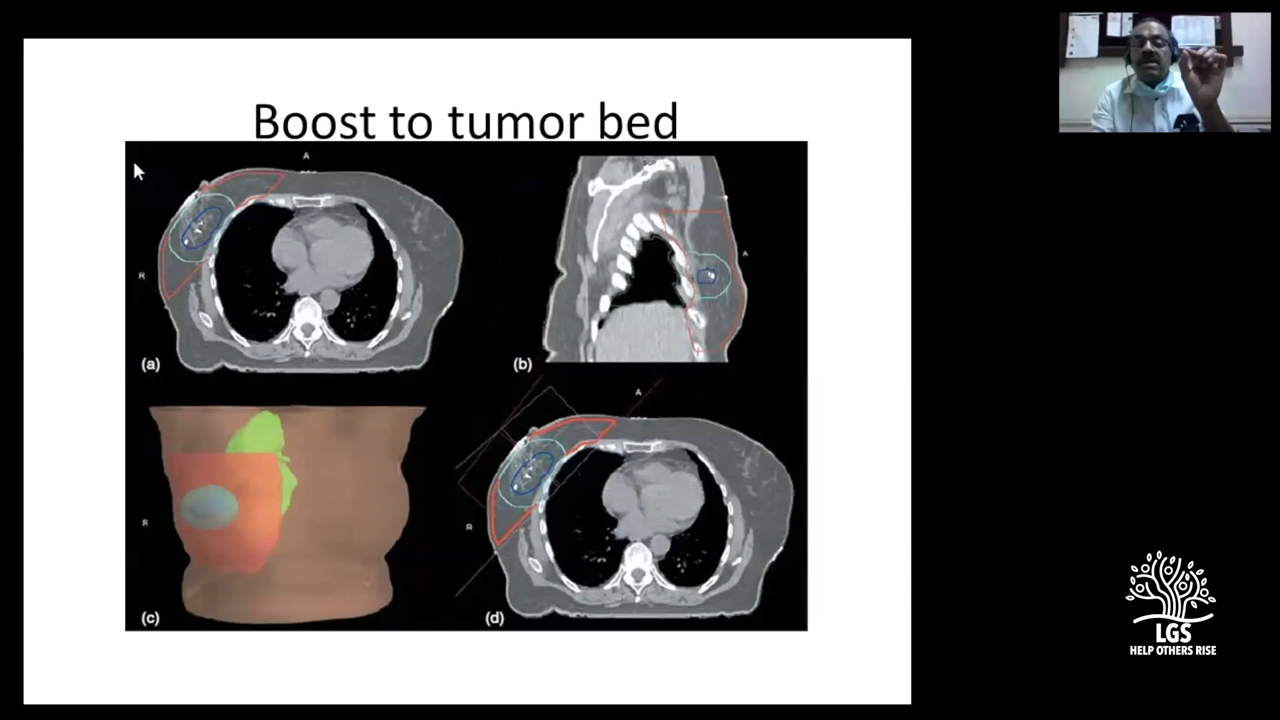 Boost to tumor bed
A
R
(a)
A
(b)
R
(c)
A
R
(d)
LGS
HELP OTHERS RISE